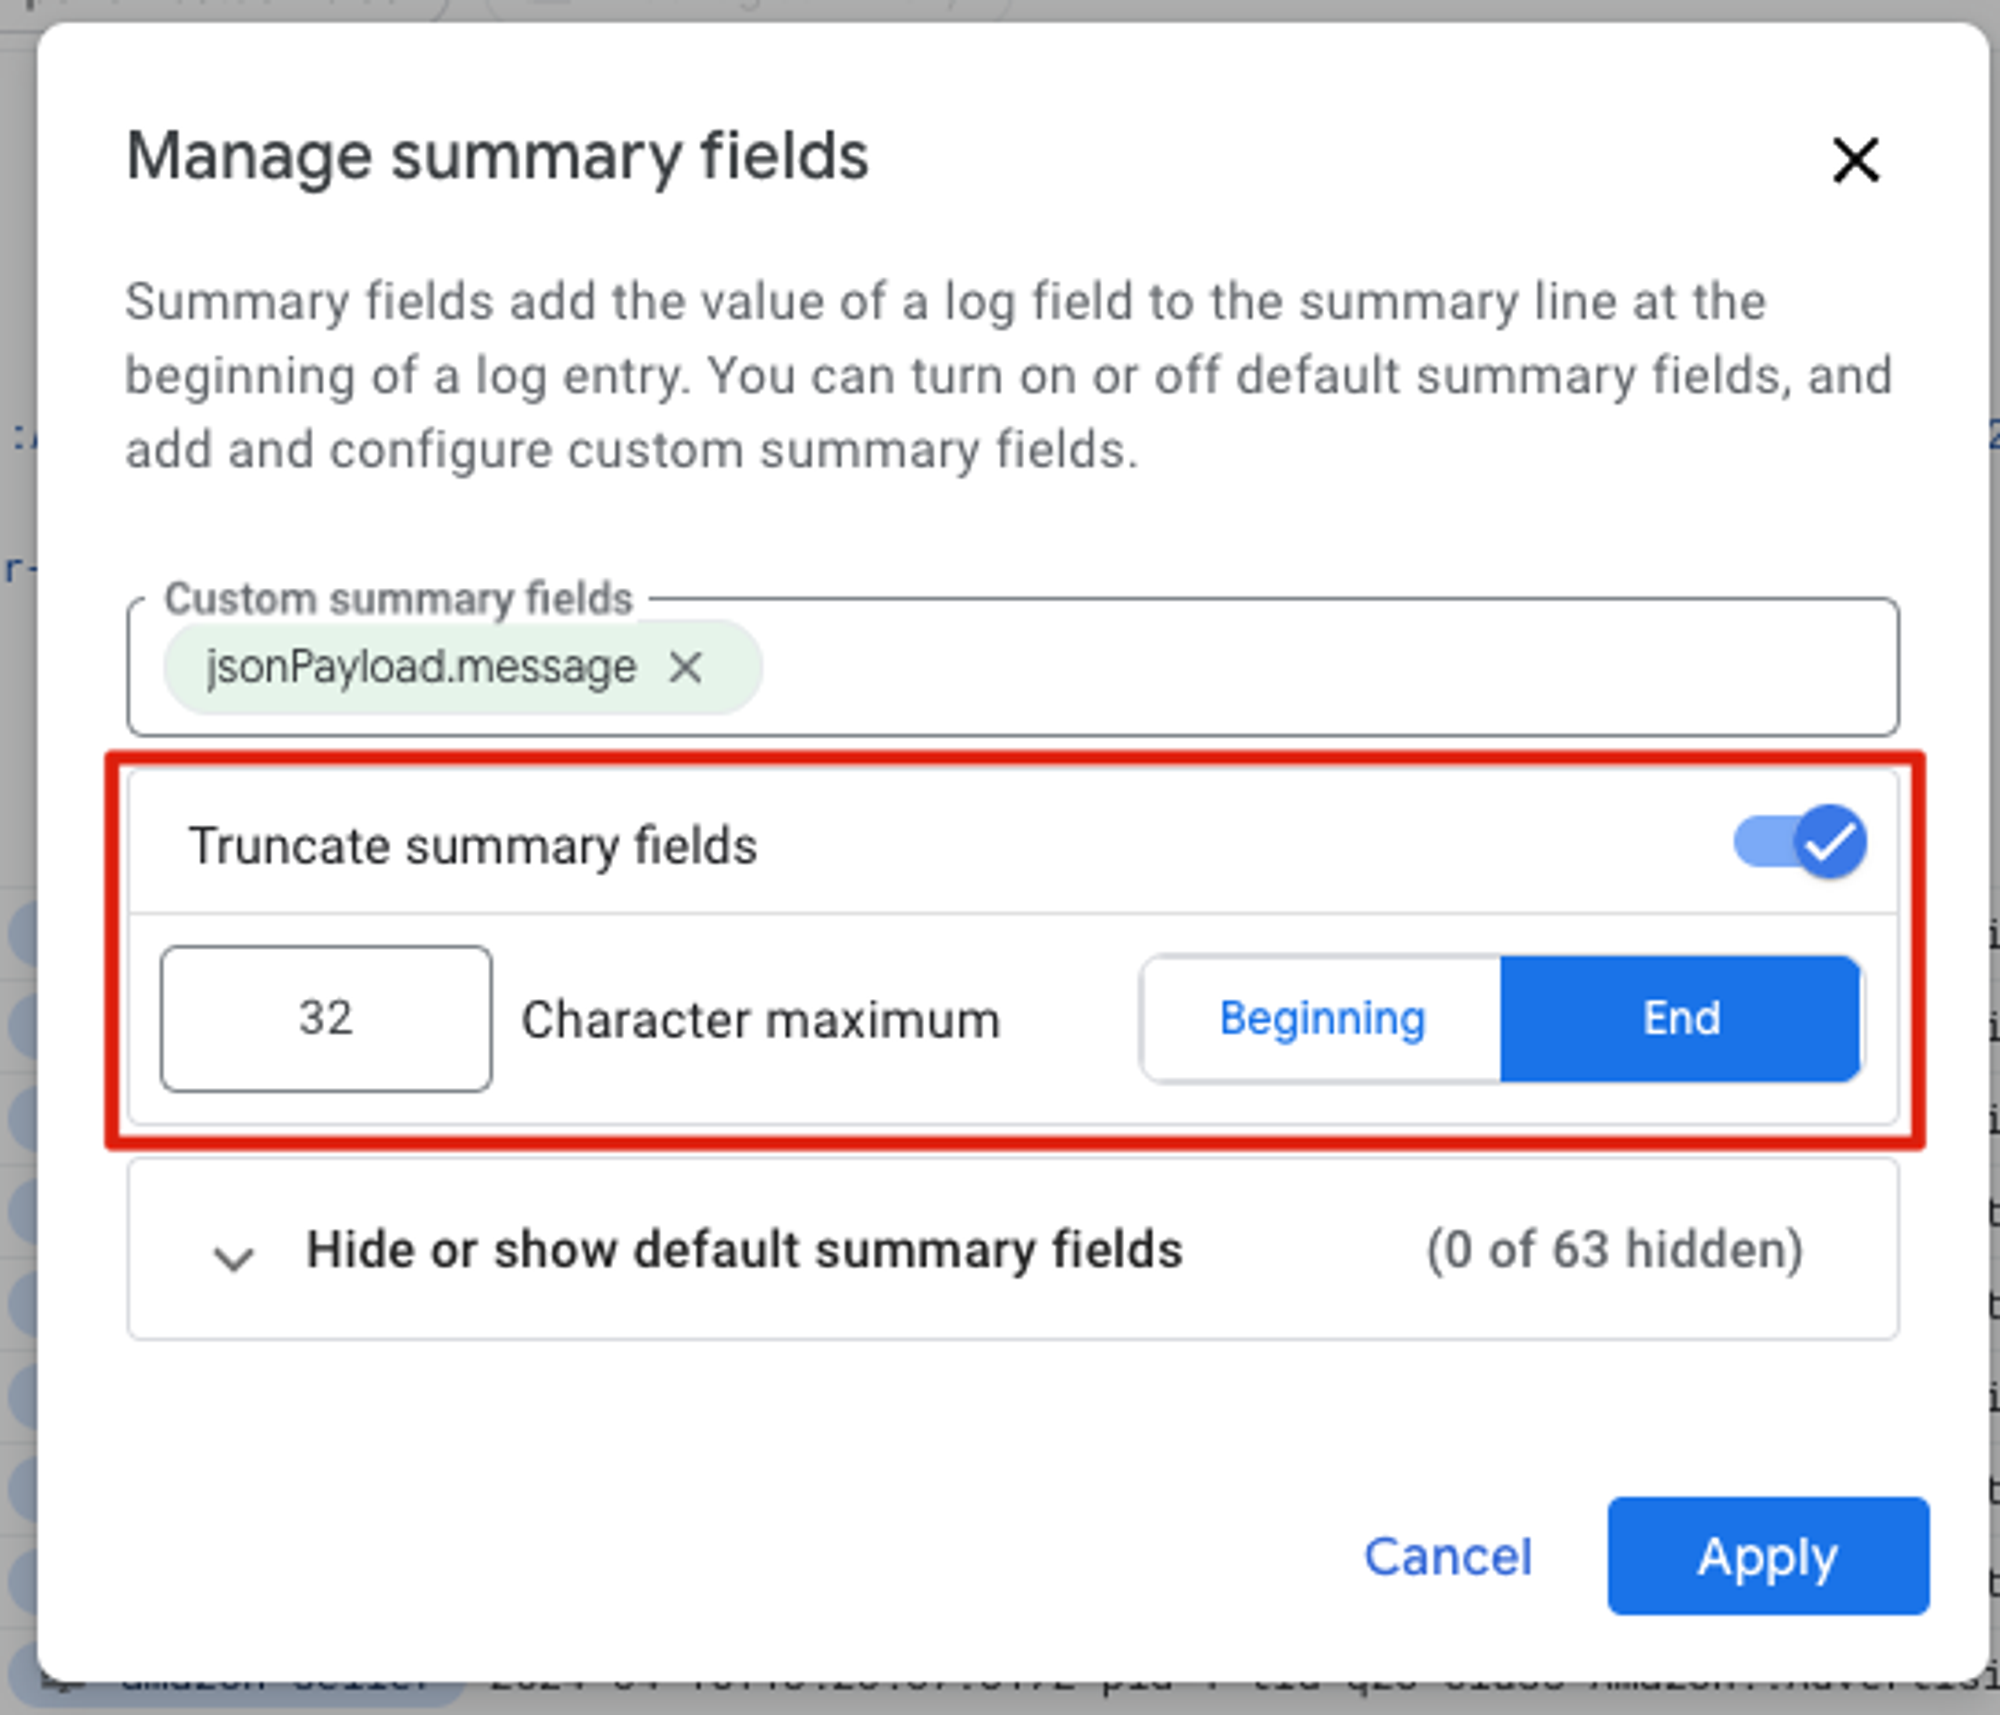 Manage summary fields
Summary fields add the value of a log field to the summary line at the
beginning of a log entry. You can turn on or off default summary fields, and
add and configure custom summary fields.
Custom summary fields
jsonPayload.message
Truncate summary fields
32 Character maximum Beginning End
Hide or show default summary fields (0 of 63 hidden)
Cancel Apply